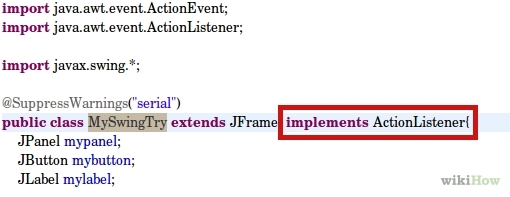 import java.awt.event.ActionEvent;
import java.awt.event.ActionListener;
import javax.swing.*;
@SuppressWarnings("serial")
public class MySwingTry extends JFrame implements ActionListener{
JPanel mypanel;
JButton mybutton;
JLabel mylabel;
wikiHow